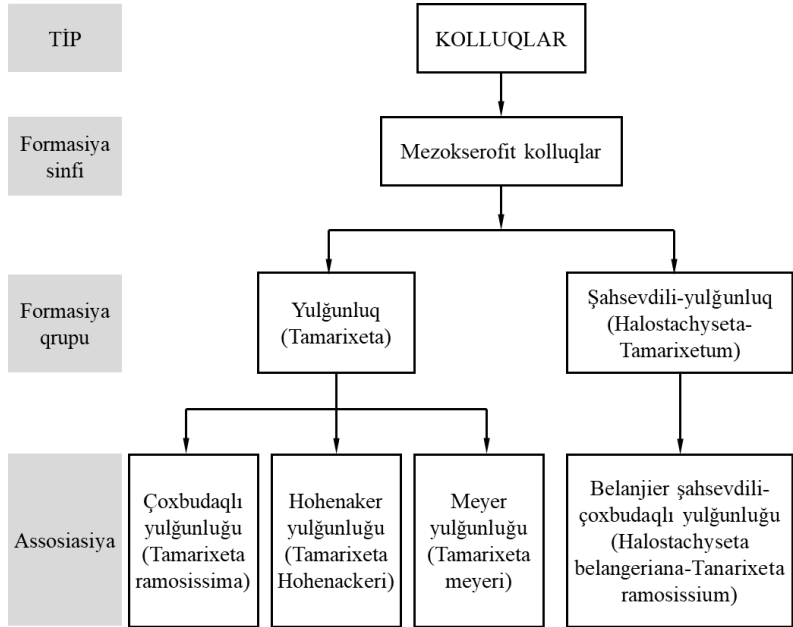 TİP
KOLLUQLAR
Formasiya
sinfi
Mezokserofit kolluqlar
Formasiya
qrupu
Yulğunluq
(Tamarixeta)
Şahsevdili-yulğunluq
(Halostachyseta-
Tamarixetum)
Assosiasiya
Çoxbudaqlı
yulğunluğu
(Tamarixeta
ramosissima)
Hohenaker
yulğunluğu
(Tamarixeta
Hohenackeri)
Meyer
yulğunluğu
(Tamarixeta
meyeri)
Belanjier şahsevdili-
çoxbudaqlı yulğunluğu
(Halostachyseta
belangeriana-Tanarixeta
ramosissium)